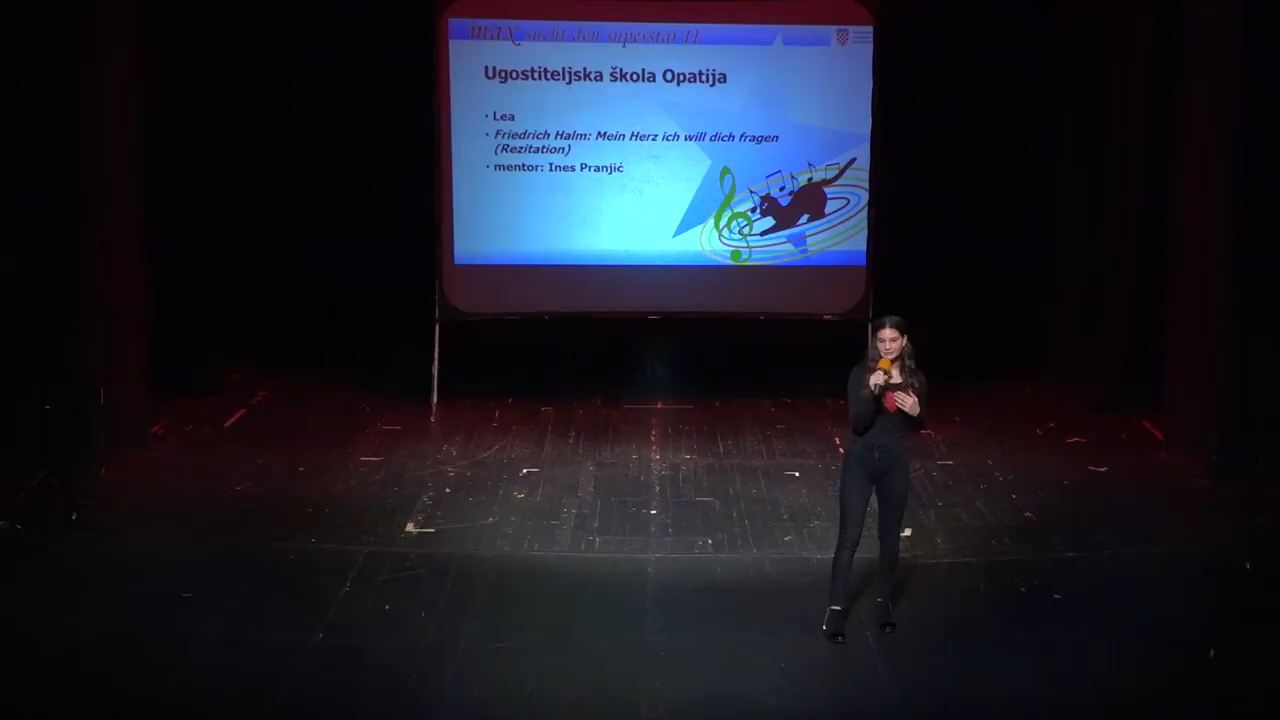 max sucht den superstar 11
Ugostiteljska škola Opatija
· Lea
· Friedrich Halm: Mein Herz ich will dich fragen
(Rezitation)
· mentor: Ines Pranjić